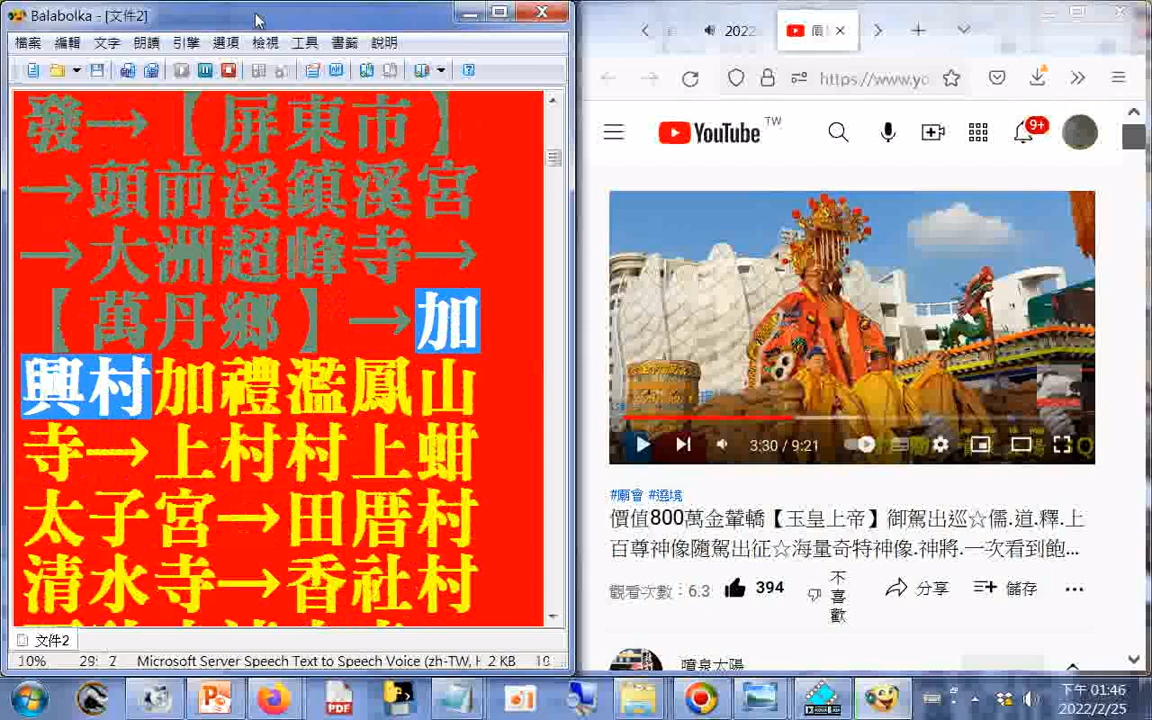 Balabolka - [文件2]
檔案 編輯 文字 朗讀 引擎 選項 檢視 工具 書籤 說明
發→【屏東市】
→頭前溪鎮溪宮
→大洲超峰寺→
【萬丹鄉】→加
興村加禮濫鳳山
寺→上村村上蚶
太子宮→田厝村
清水寺→香社村
文件2
10% 29: 7 Microsoft Server Speech Text to Speech Voice (zh-TW, H 2 KB
2022
https://www.yo
YouTube TW
9+
3:30 / 9:21
#廟會 #遶境
價值800萬金輦轎【玉皇上帝】御駕出巡☆儒.道.釋.上
百尊神像隨駕出征☆海量奇特神像.神將.一次看到飽...
觀看次數：6.3
394
不喜歡
分享
儲存
噴泉太陽
下午 01:46
2022/2/25